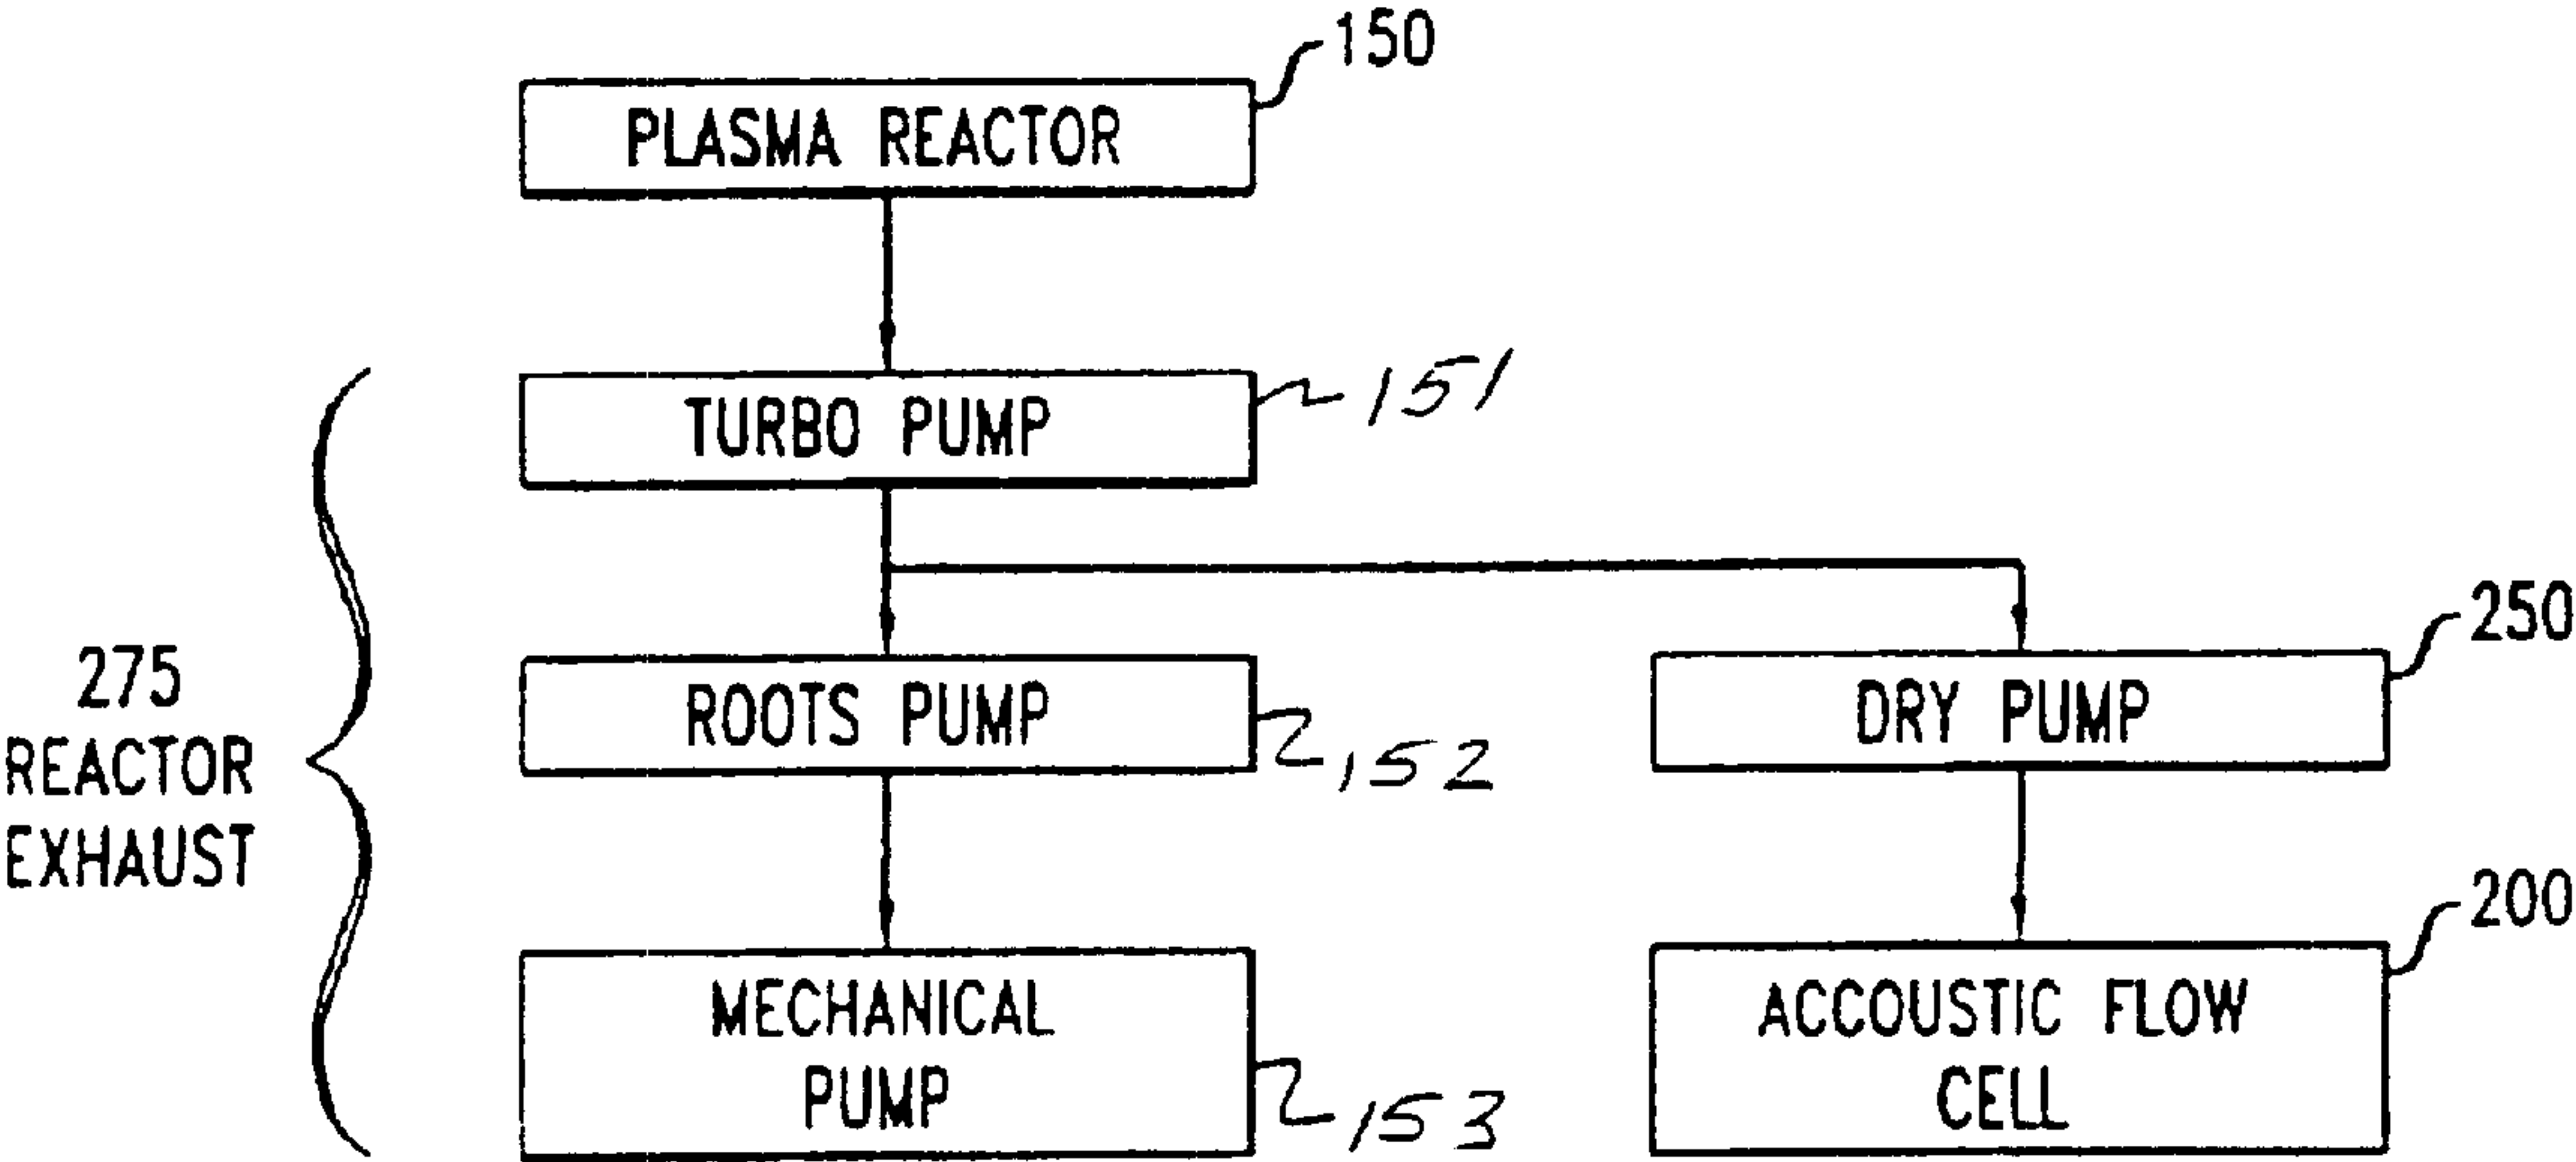 150
PLASMA REACTOR
TURBO PUMP
151
275
REACTOR
EXHAUST
ROOTS PUMP
152
250
DRY PUMP
MECHANICAL
PUMP
153
200
ACCOUSTIC FLOW
CELL